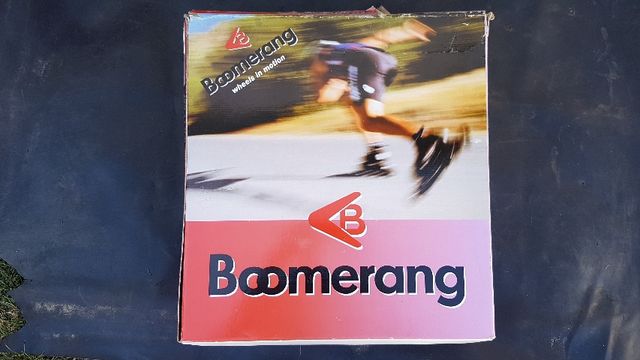 B
Boomerang
wheels in motion
B
Boomerang